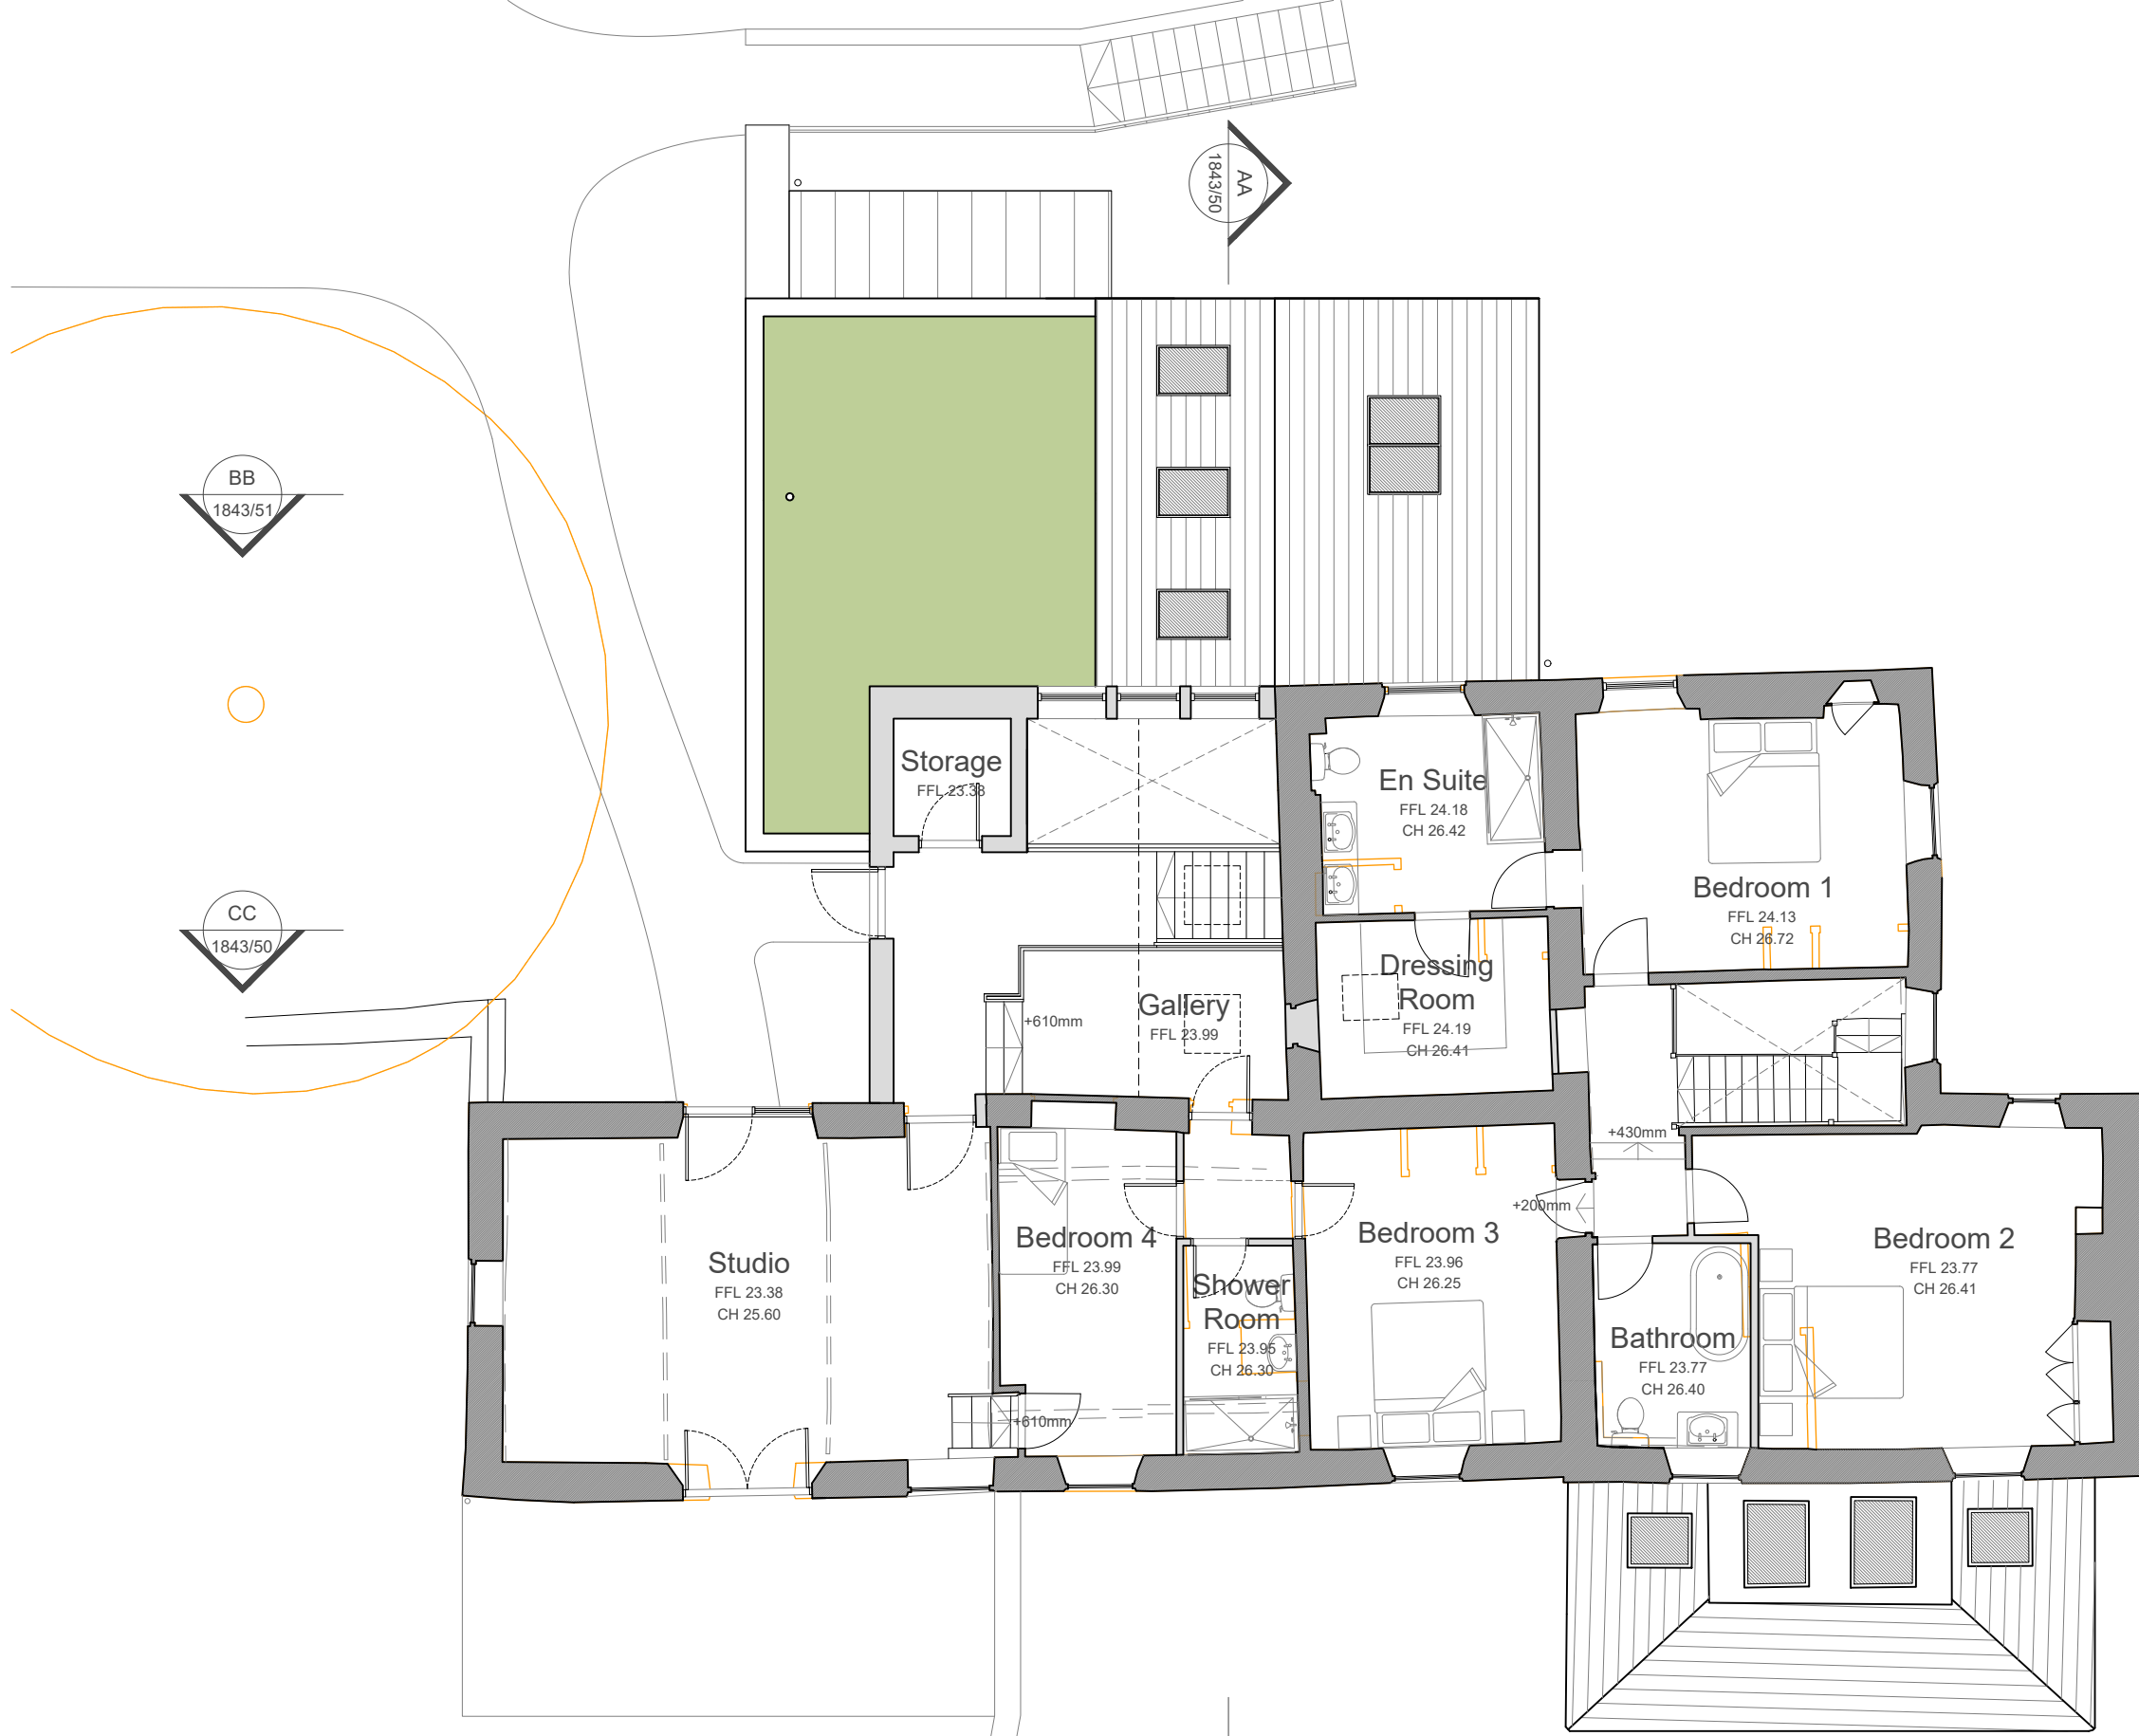 AA
1843/50
BB
1843/51
Storage
FFL 23.38
En Suite
FFL 24.18
CH 26.42
Bedroom 1
FFL 24.13
CH 26.72
CC
1843/50
Dressing
Room
FFL 24.19
CH 26.41
Gallery
FFL 23.99
+610mm
+430mm
+200mm
Studio
FFL 23.38
CH 25.60
Bedroom 4
FFL 23.99
CH 26.30
Shower
Room
FFL 23.95
CH 26.30
Bedroom 3
FFL 23.96
CH 26.25
Bedroom 2
FFL 23.77
CH 26.41
Bathroom
FFL 23.77
CH 26.40
+610mm